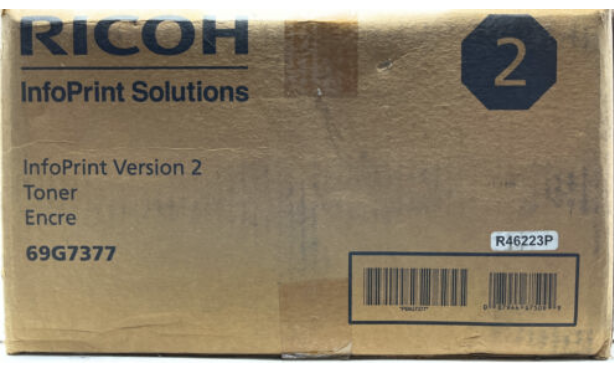 RICOH
2
InfoPrint Solutions
InfoPrint Version 2
Toner
Encre
69G7377
R46223P